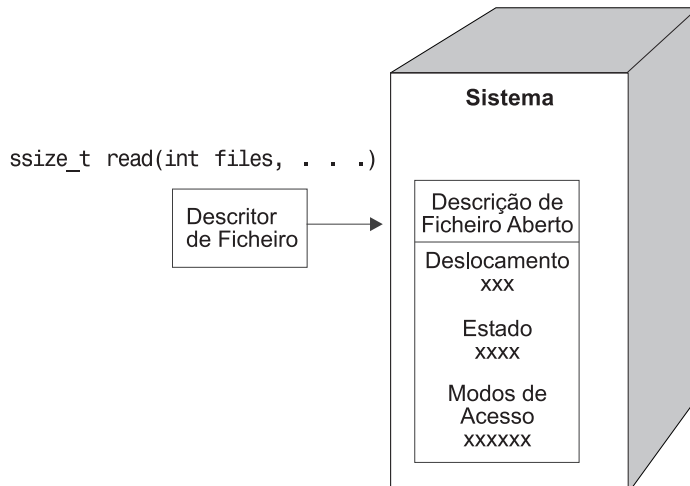 Sistema
ssize_t read(int files, . . .)
Descritor
de Ficheiro
Descrição de
Ficheiro Aberto
Deslocamento
xxx
Estado
xxxx
Modos de
Acesso
xxxxxx